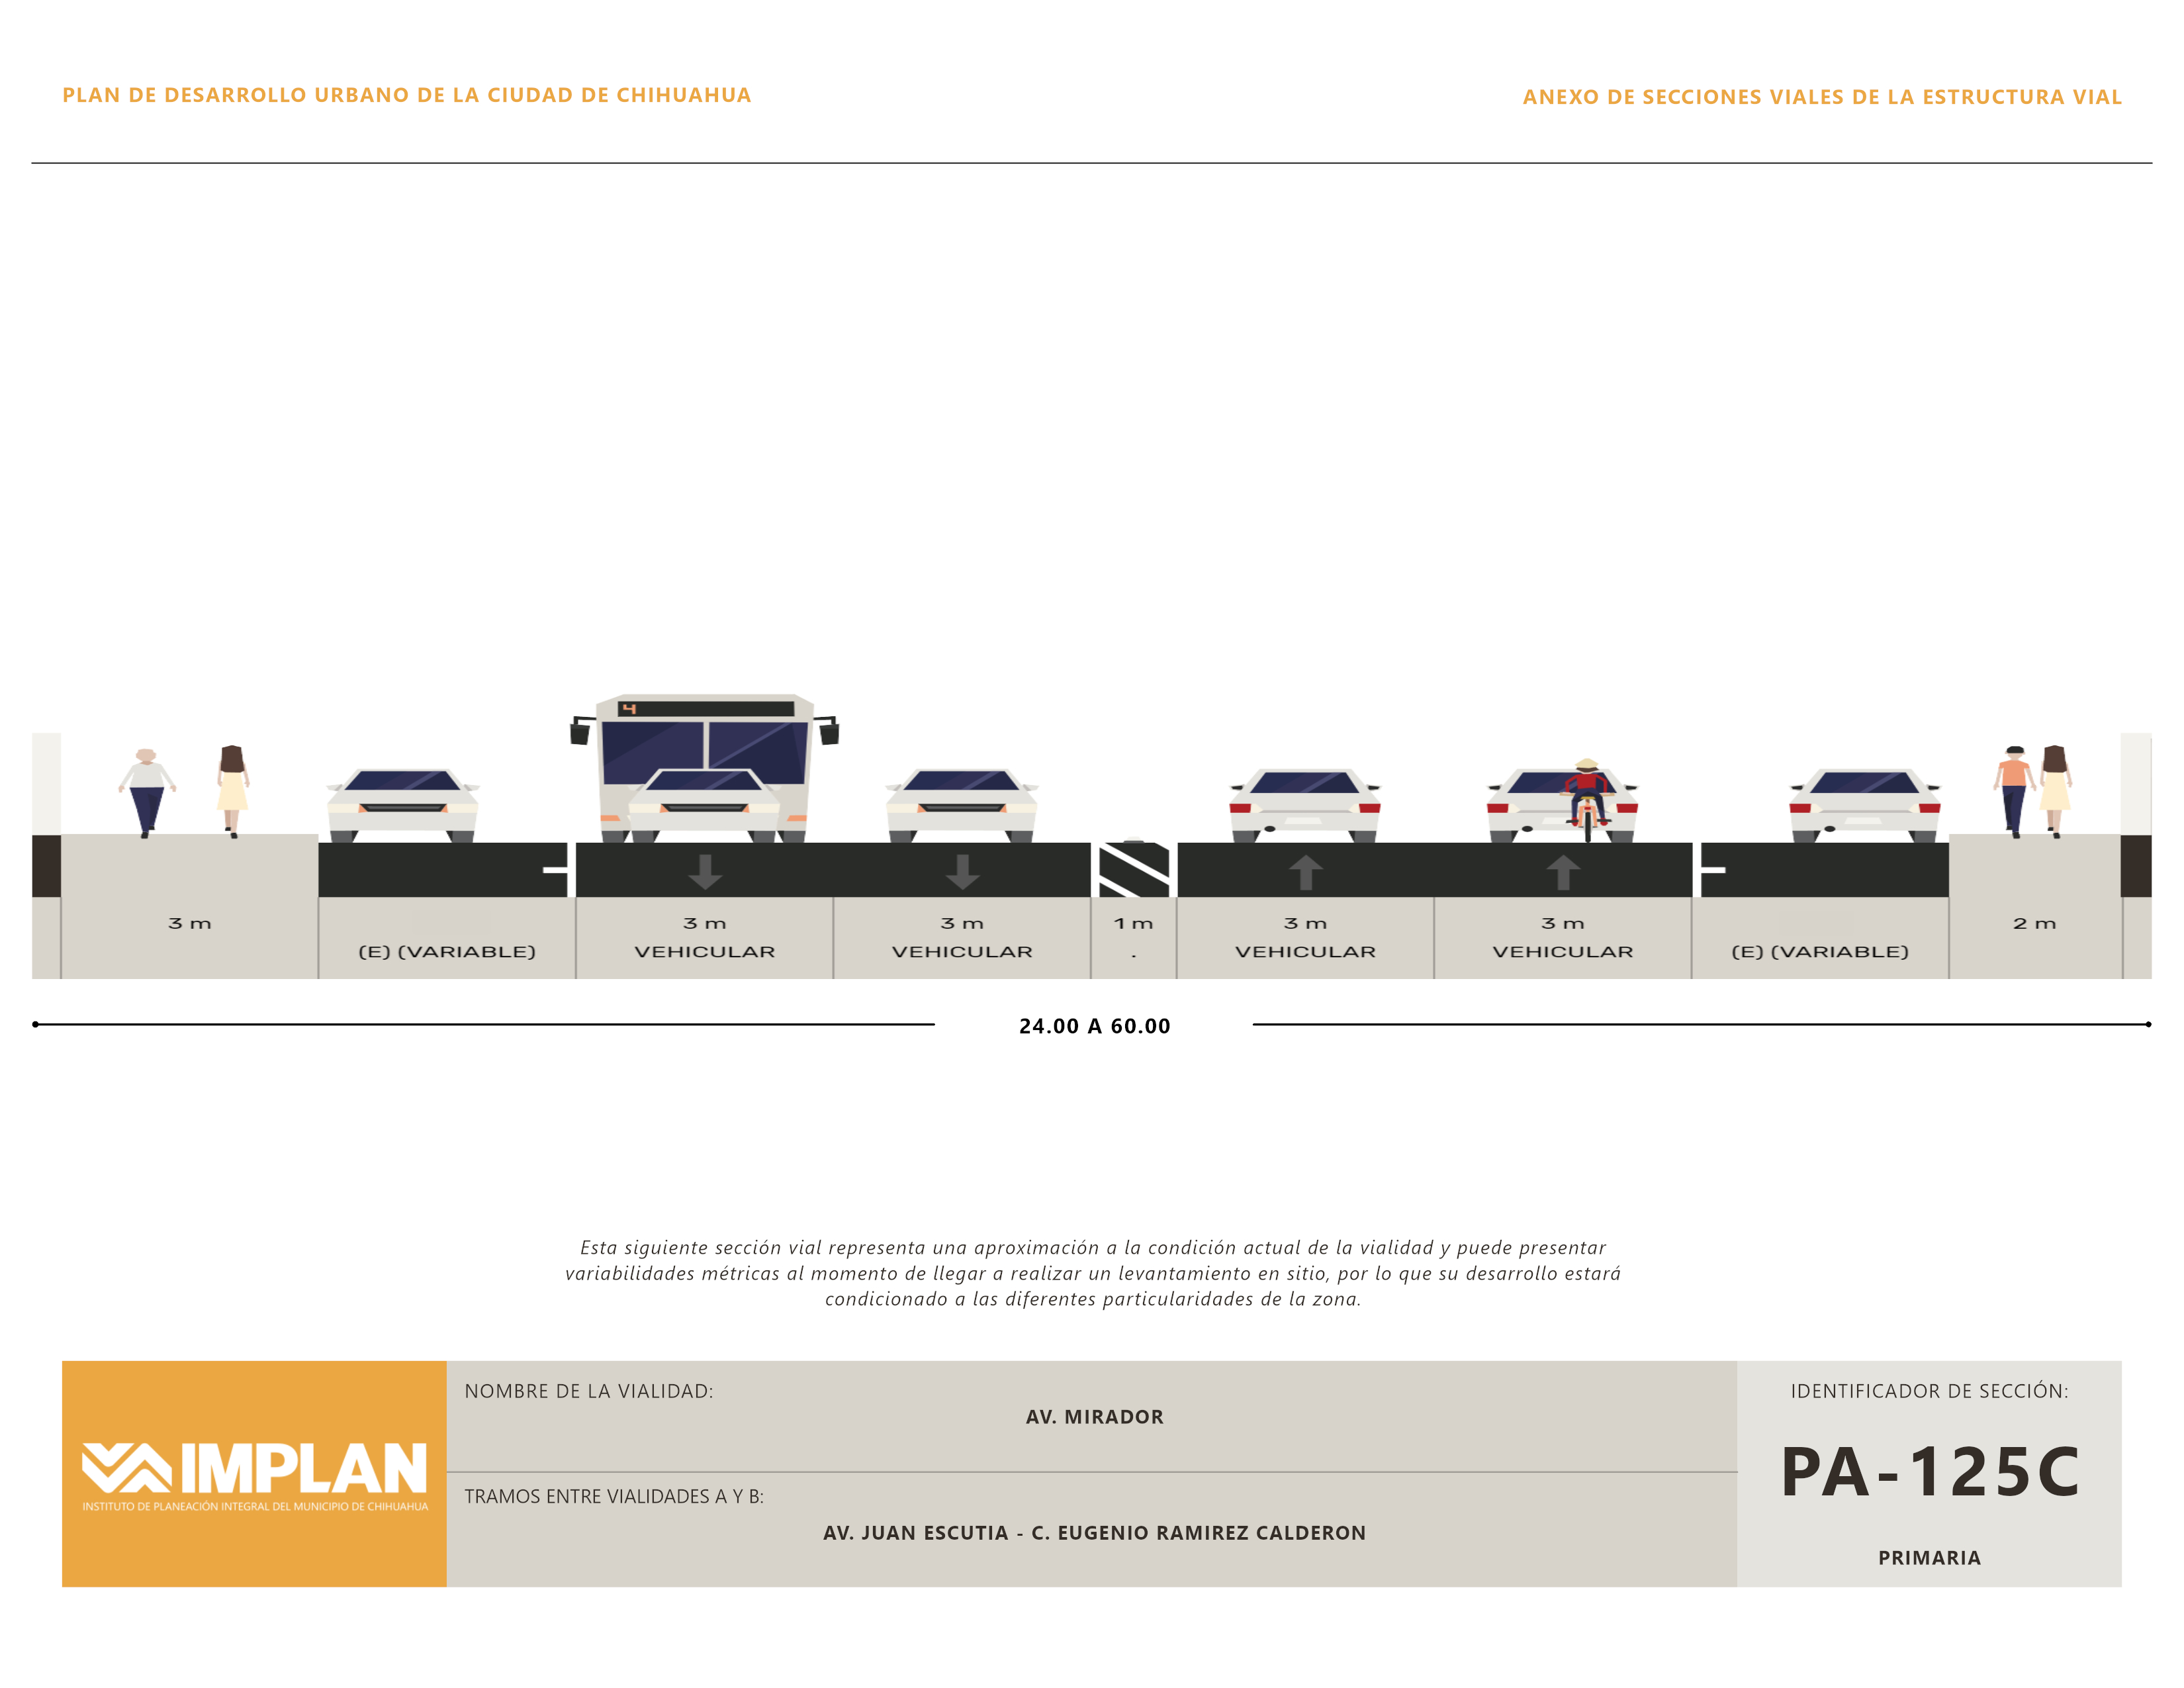 PLAN DE DESARROLLO URBANO DE LA CIUDAD DE CHIHUAHUA
ANEXO DE SECCIONES VIALES DE LA ESTRUCTURA VIAL
4
3 m
3 m
3 m
1 m
3 m
3 m
2 m
(E) (VARIABLE)
VEHICULAR
VEHICULAR
.
VEHICULAR
VEHICULAR
(E) (VARIABLE)
24.00 A 60.00
Esta siguiente sección vial representa una aproximación a la condición actual de la vialidad y puede presentar
variabilidades métricas al momento de llegar a realizar un levantamiento en sitio, por lo que su desarrollo estará
condicionado a las diferentes particularidades de la zona.
IMPLAN
INSTITUTO DE PLANEACIÓN INTEGRAL DEL MUNICIPIO DE CHIHUAHUA
NOMBRE DE LA VIALIDAD:
AV. MIRADOR
TRAMOS ENTRE VIALIDADES A Y B:
AV. JUAN ESCUTIA - C. EUGENIO RAMIREZ CALDERON
IDENTIFICADOR DE SECCIÓN:
PA-125C
PRIMARIA